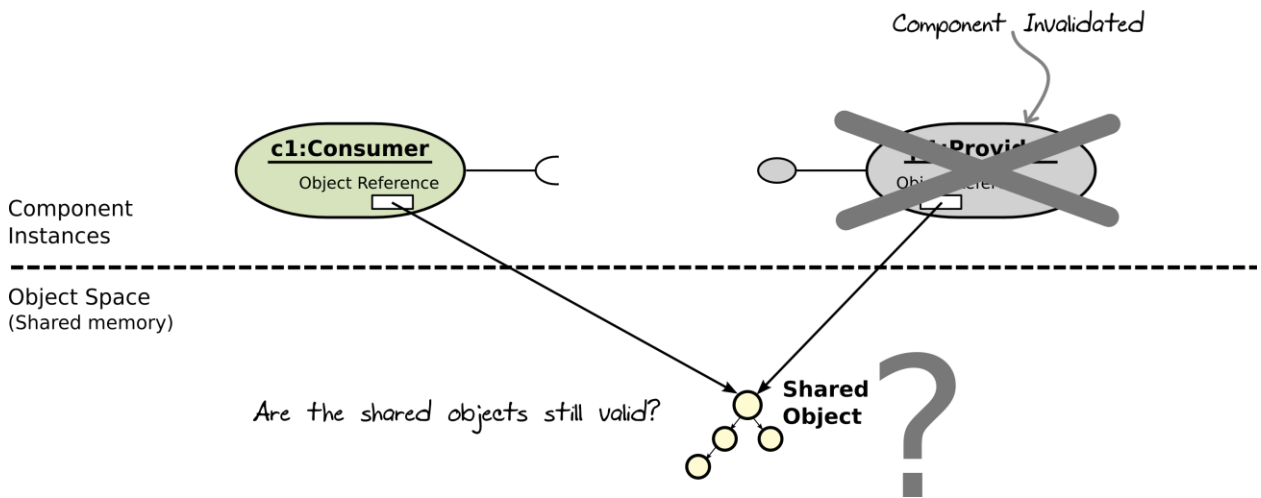 Component Invalidated
c1:Consumer
Object Reference
Component
Instances
Object Space
(Shared memory)
Shared
Object
Are the shared objects still valid?
?